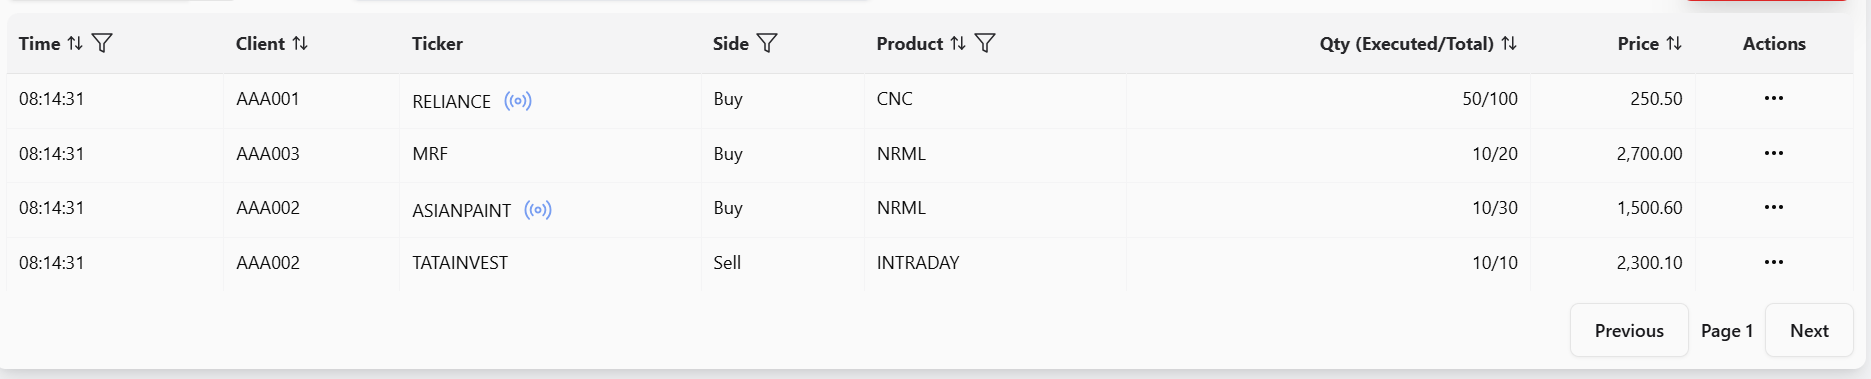 Time Client Ticker Side Product Qty (Executed/Total) Price Actions
08:14:31 AAA001 RELIANCE Buy CNC 50/100 250.50
08:14:31 AAA003 MRF Buy NRML 10/20 2,700.00
08:14:31 AAA002 ASIANPAINT Buy NRML 10/30 1,500.60
08:14:31 AAA002 TATAINVEST Sell INTRADAY 10/10 2,300.10
Previous Page 1 Next